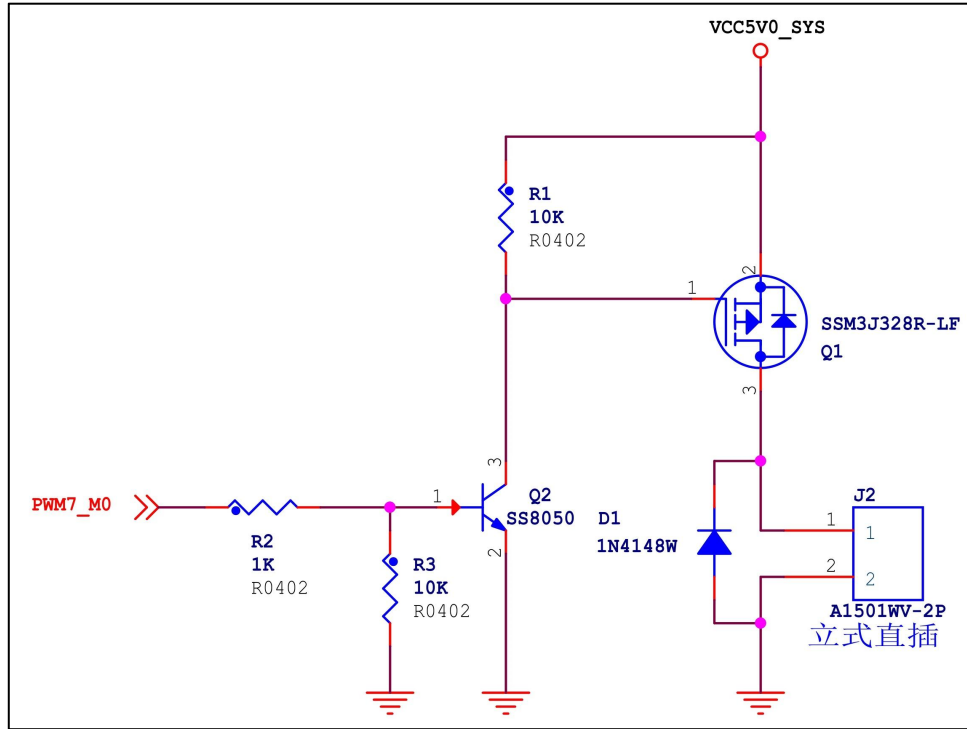 VCC5V0_SYS
R1
10K
R0402
2
1
SSM3J328R-LF
Q1
3
3
PWM7_M0
1
Q2
SS8050
2
R2
1K
R0402
R3
10K
R0402
D1
1N4148W
J2
1
1
2
2
A1501WV-2P
立式直插